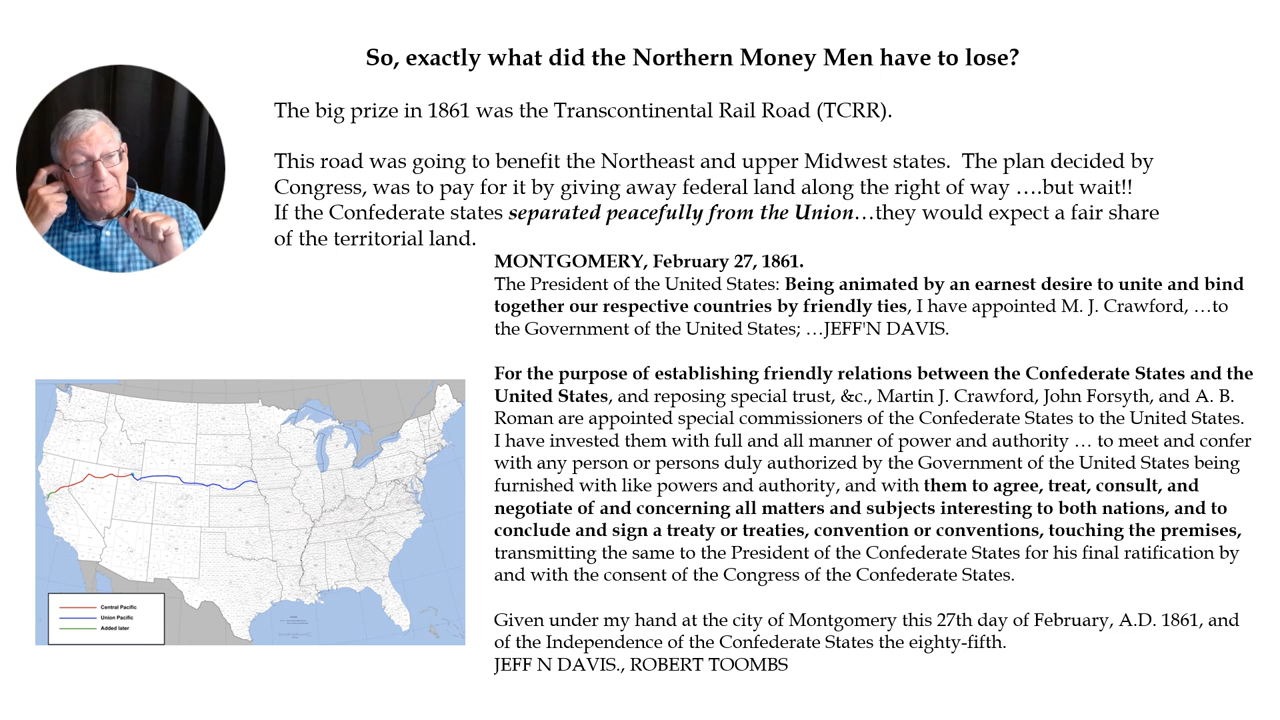 So, exactly what did the Northern Money Men have to lose?
The big prize in 1861 was the Transcontinental Rail Road (TCRR).
This road was going to benefit the Northeast and upper Midwest states.  The plan decided by
Congress, was to pay for it by giving away federal land along the right of way ….but wait!!
If the Confederate states separated peacefully from the Union…they would expect a fair share
of the territorial land.
MONTGOMERY, February 27, 1861.
The President of the United States: Being animated by an earnest desire to unite and bind
together our respective countries by friendly ties, I have appointed M. J. Crawford, …to
the Government of the United States; …JEFF'N DAVIS.
For the purpose of establishing friendly relations between the Confederate States and the
United States, and reposing special trust, &c., Martin J. Crawford, John Forsyth, and A. B.
Roman are appointed special commissioners of the Confederate States to the United States.
I have invested them with full and all manner of power and authority … to meet and confer
with any person or persons duly authorized by the Government of the United States being
furnished with like powers and authority, and with them to agree, treat, consult, and
negotiate of and concerning all matters and subjects interesting to both nations, and to
conclude and sign a treaty or treaties, convention or conventions, touching the premises,
transmitting the same to the President of the Confederate States for his final ratification by
and with the consent of the Congress of the Confederate States.
Given under my hand at the city of Montgomery this 27th day of February, A.D. 1861, and
of the Independence of the Confederate States the eighty-fifth.
JEFF N DAVIS., ROBERT TOOMBS
Central Pacific
Union Pacific
Added later